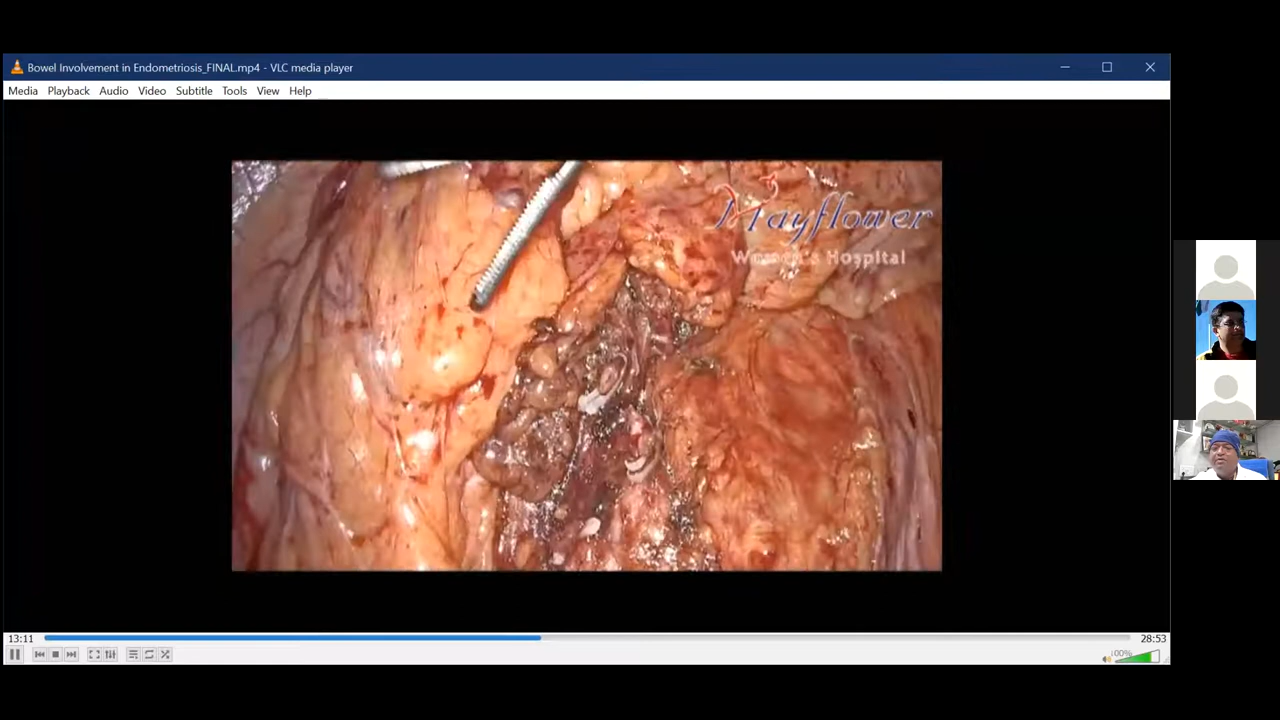 Bowel Involvement in Endometriosis_FINAL.mp4 - VLC media player
Media Playback Audio Video Subtitle Tools View Help
Mayflower
Women's Hospital
13:11
28:53
100%